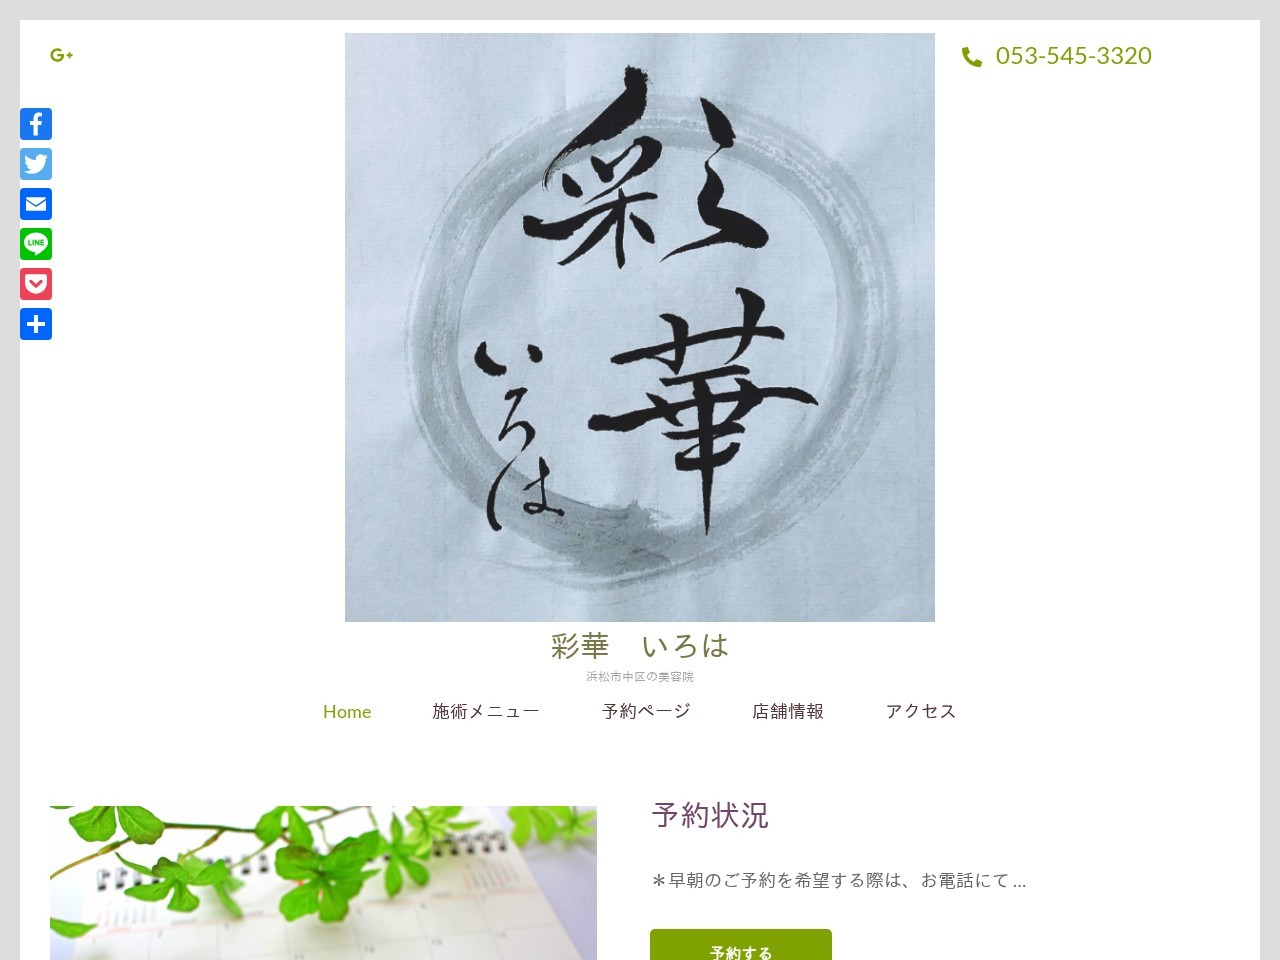 G+
053-545-3320
彩華
いろは
LINE
彩華　いろは
浜松市中区の美容院
Home
施術メニュー
予約ページ
店舗情報
アクセス
予約状況
＊早朝のご予約を希望する際は、お電話にて…
予約する